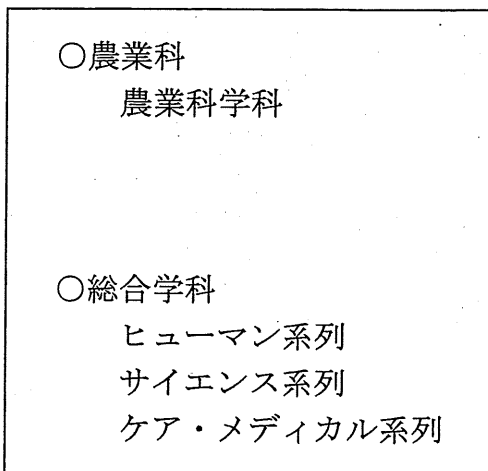 ○農業科
農業科学科
○総合学科
ヒューマン系列
サイエンス系列
ケア・メディカル系列